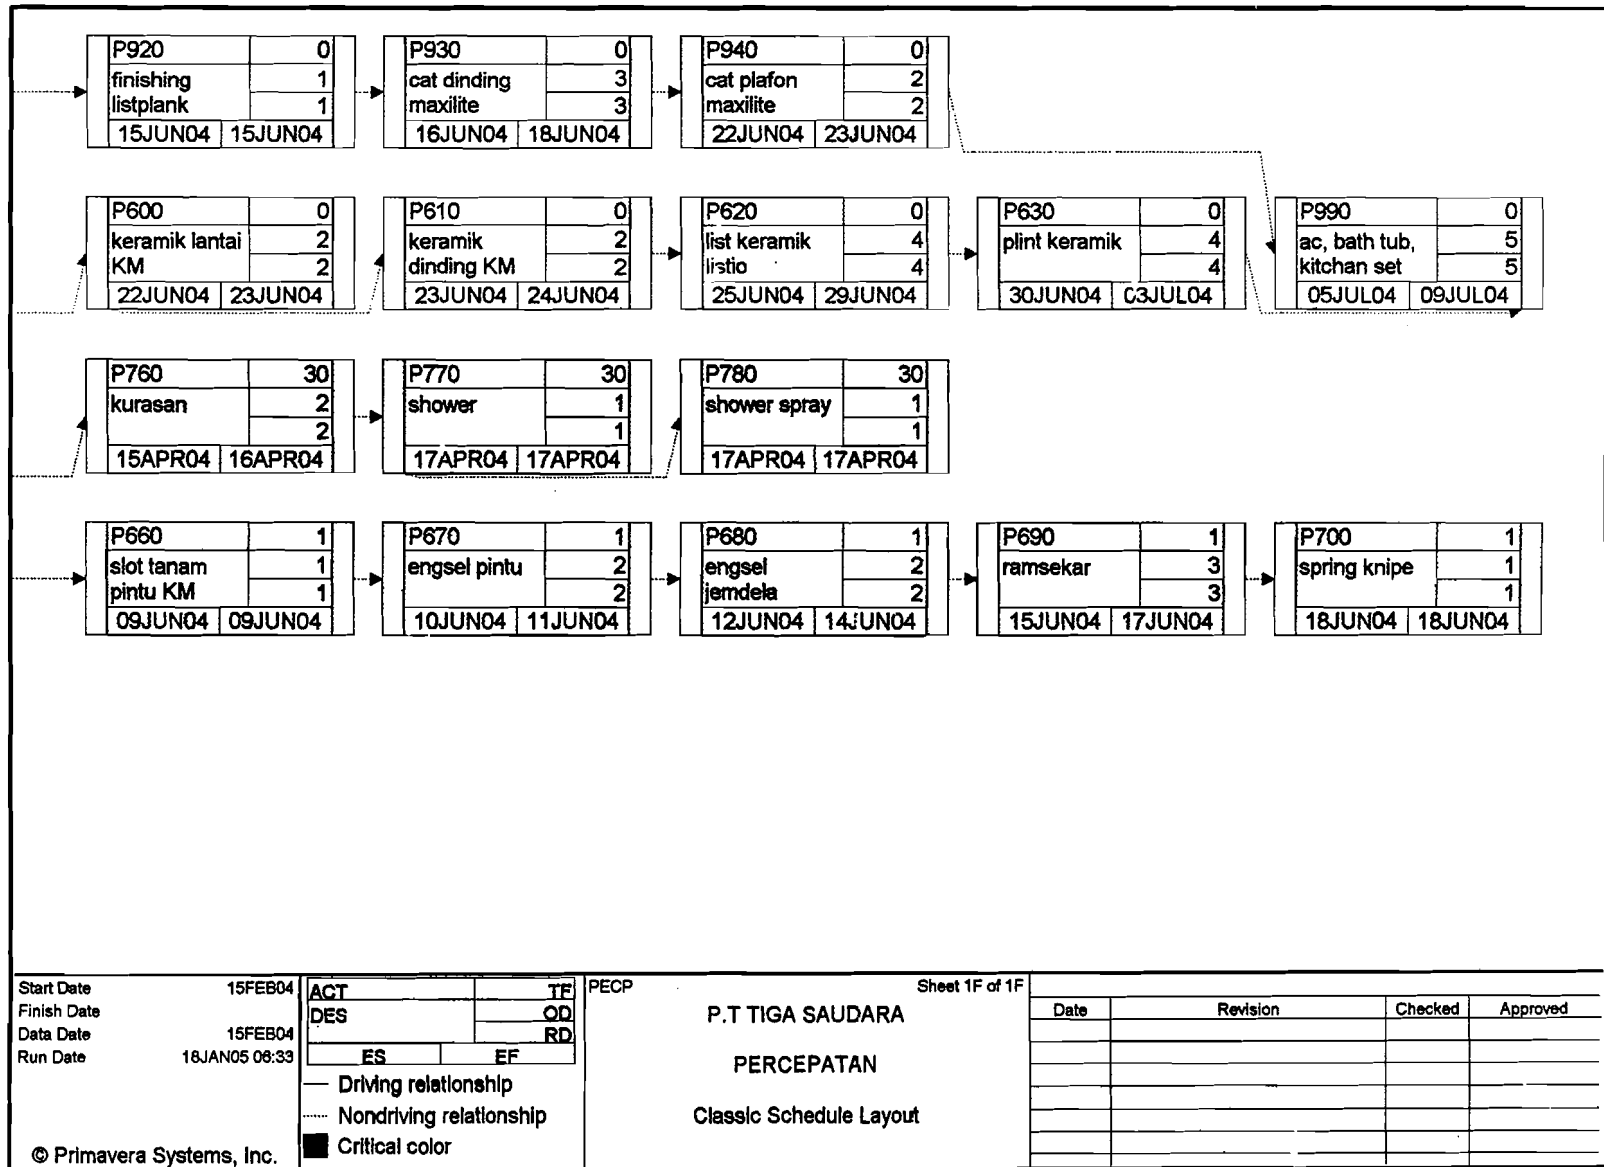 P920 0
finishing 1
listplank 1
15JUN04 15JUN04
P930 0
cat dinding 3
maxilite 3
16JUN04 18JUN04
P940 0
cat plafon 2
maxilite 2
22JUN04 23JUN04
P600 0
keramik lantai 2
KM 2
22JUN04 23JUN04
P610 0
keramik 2
dinding KM 2
23JUN04 24JUN04
P620 0
list keramik 4
listio 4
25JUN04 29JUN04
P630 0
plint keramik 4
4
30JUN04 03JUL04
P990 0
ac, bath tub, 5
kitchan set 5
05JUL04 09JUL04
P760 30
kurasan 2
2
15APR04 16APR04
P770 30
shower 1
1
17APR04 17APR04
P780 30
shower spray 1
1
17APR04 17APR04
P660 1
slot tanam 1
pintu KM 1
09JUN04 09JUN04
P670 1
engsel pintu 2
2
10JUN04 11JUN04
P680 1
engsel 2
jemdela 2
12JUN04 14JUN04
P690 1
ramsekar 3
3
15JUN04 17JUN04
P700 1
spring knipe 1
1
18JUN04 18JUN04
Start Date 15FEB04
Finish Date
Data Date 15FEB04
Run Date 18JAN05 06:33
© Primavera Systems, Inc.
ACT TF
DES OD
RD
ES EF
Driving relationship
Nondriving relationship
Critical color
PECP Sheet 1F of 1F
P.T TIGA SAUDARA
PERCEPATAN
Classic Schedule Layout
Date Revision Checked Approved